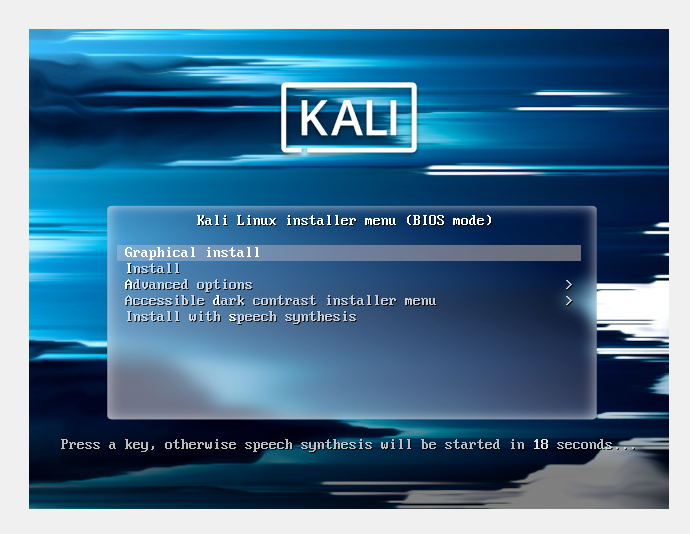 KALI
Kali Linux installer menu (BIOS mode)
Graphical install
Install
Advanced options >
Accessible dark contrast installer menu >
Install with speech synthesis
Press a key, otherwise speech synthesis will be started in 18 seconds...